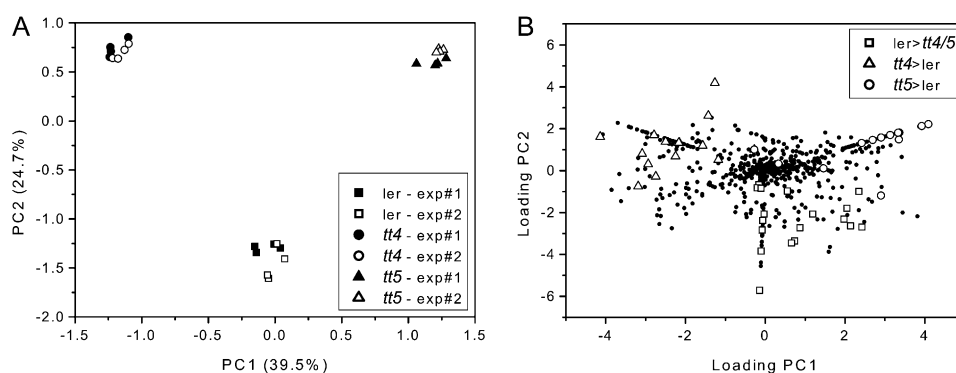 A
PC2 (24.7%)
1.0
0.5
0.0
-0.5
-1.0
-1.5
-2.0
-1.5 -1.0 -0.5 0.0 0.5 1.0 1.5
PC1 (39.5%)
ler - exp#1
ler - exp#2
tt4 - exp#1
tt4 - exp#2
tt5 - exp#1
tt5 - exp#2
B
Loading PC2
6
4
2
0
-2
-4
-6
-4 -2 0 2 4
Loading PC1
ler>tt4/5
tt4>ler
tt5>ler